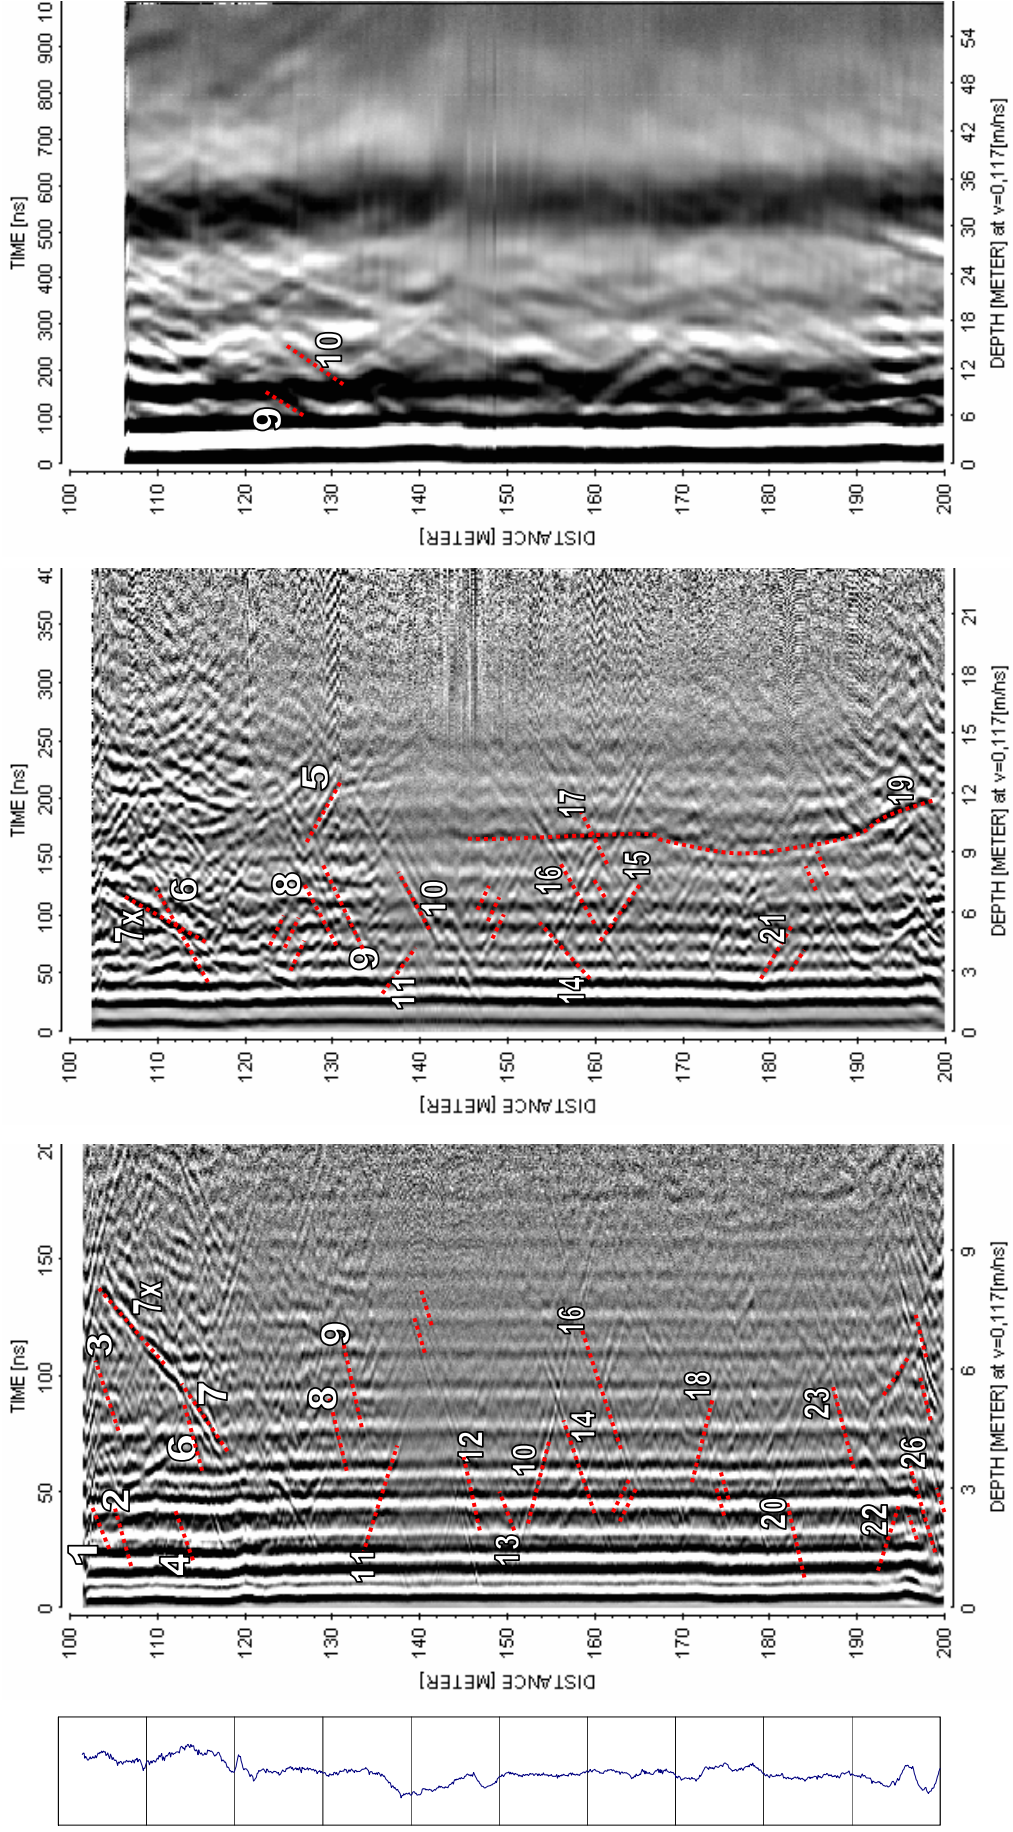 TIME [ns]
0 100 200 300 400 500 600 700 800 900 10
100 110 120 130 140 150 160 170 180 190 200
DISTANCE [METER]
9
10
0 6 12 18 24 30 36 42 48 54
DEPTH [METER] at v=0,117[m/ns]
TIME [ns]
0 50 100 150 200 250 300 350 40
100 110 120 130 140 150 160 170 180 190 200
DISTANCE [METER]
7x
6
8
5
9
11
10
16
17
14
15
21
19
0 3 6 9 12 15 18 21
DEPTH [METER] at v=0,117[m/ns]
TIME [ns]
0 50 100 150 20
100 110 120 130 140 150 160 170 180 190 200
DISTANCE [METER]
1
2
3
7x
4
6
7
8
9
11
12
13
10
14
16
18
20
23
22
26
0 3 6 9
DEPTH [METER] at v=0,117[m/ns]